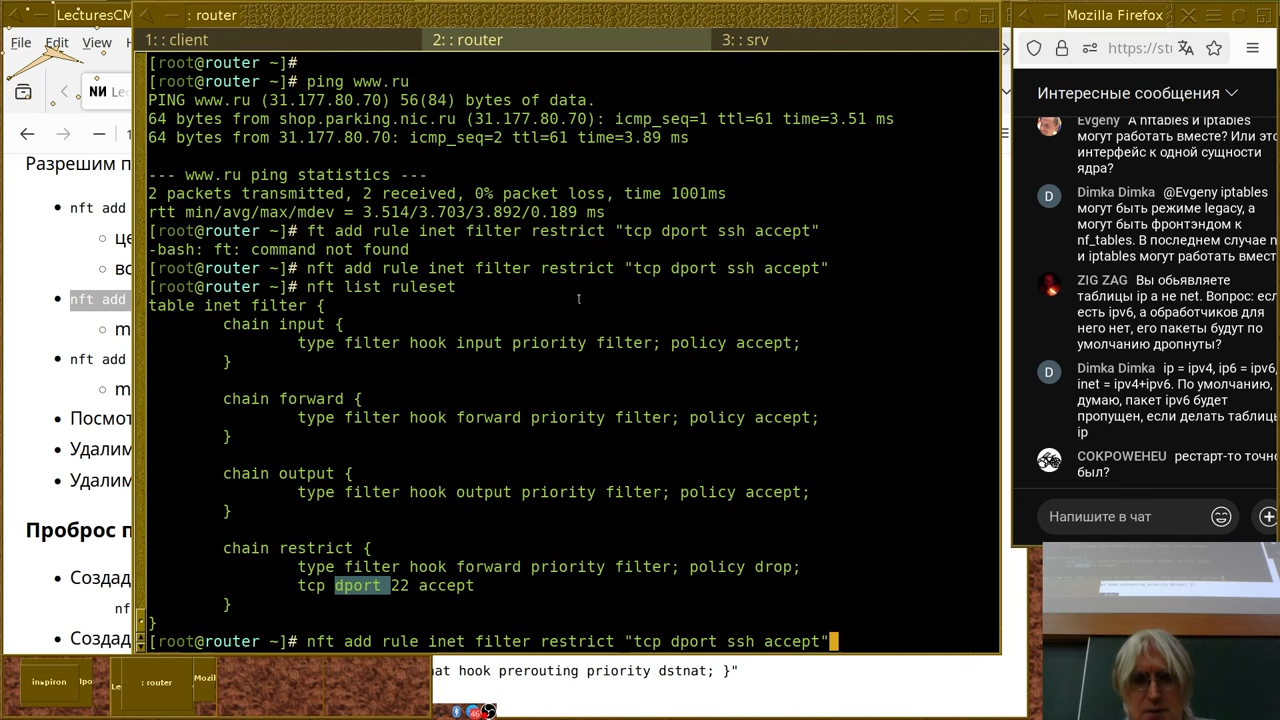 LecturesCM
: router
Mozilla Firefox
File Edit View
1: : client
2: : router
3: : srv
https://st
NИ Le
Разрешим п
nft add
це
вс
nft add
m
nft add
m
Посмот
Удалим
Удалим
Проброс п
Создад
nf
Создад
[root@router ~]#
[root@router ~]# ping www.ru
PING www.ru (31.177.80.70) 56(84) bytes of data.
64 bytes from shop.parking.nic.ru (31.177.80.70): icmp_seq=1 ttl=61 time=3.51 ms
64 bytes from 31.177.80.70: icmp_seq=2 ttl=61 time=3.89 ms
--- www.ru ping statistics ---
2 packets transmitted, 2 received, 0% packet loss, time 1001ms
rtt min/avg/max/mdev = 3.514/3.703/3.892/0.189 ms
[root@router ~]# ft add rule inet filter restrict "tcp dport ssh accept"
-bash: ft: command not found
[root@router ~]# nft add rule inet filter restrict "tcp dport ssh accept"
[root@router ~]# nft list ruleset
table inet filter {
chain input {
type filter hook input priority filter; policy accept;
}
chain forward {
type filter hook forward priority filter; policy accept;
}
chain output {
type filter hook output priority filter; policy accept;
}
chain restrict {
type filter hook forward priority filter; policy drop;
tcp dport 22 accept
}
}
[root@router ~]# nft add rule inet filter restrict "tcp dport ssh accept"
Интересные сообщения
Evgeny А nftables и iptables
могут работать вместе? Или это
интерфейс к одной сущности
ядра?
D
Dimka Dimka @Evgeny iptables
могут быть режиме legacy, а
могут быть фронтэндом к
nf_tables. В последнем случае n
и iptables могут работать вмест
ZIG ZAG Вы обьявляете
таблицы ip а не net. Вопрос: есл
есть ipv6, а обработчиков для
него нет, его пакеты будут по
умолчанию дропнуты?
D
Dimka Dimka ip = ipv4, ip6 = ipv6,
inet = ipv4+ipv6. По умолчанию,
думаю, пакет ipv6 будет
пропущен, если делать таблицы
ip
COKPOWEHEU рестарт-то точно
был?
Напишите в чат
inspiron
lpo
Le
: router
Mozil
at hook prerouting priority dstnat; }"